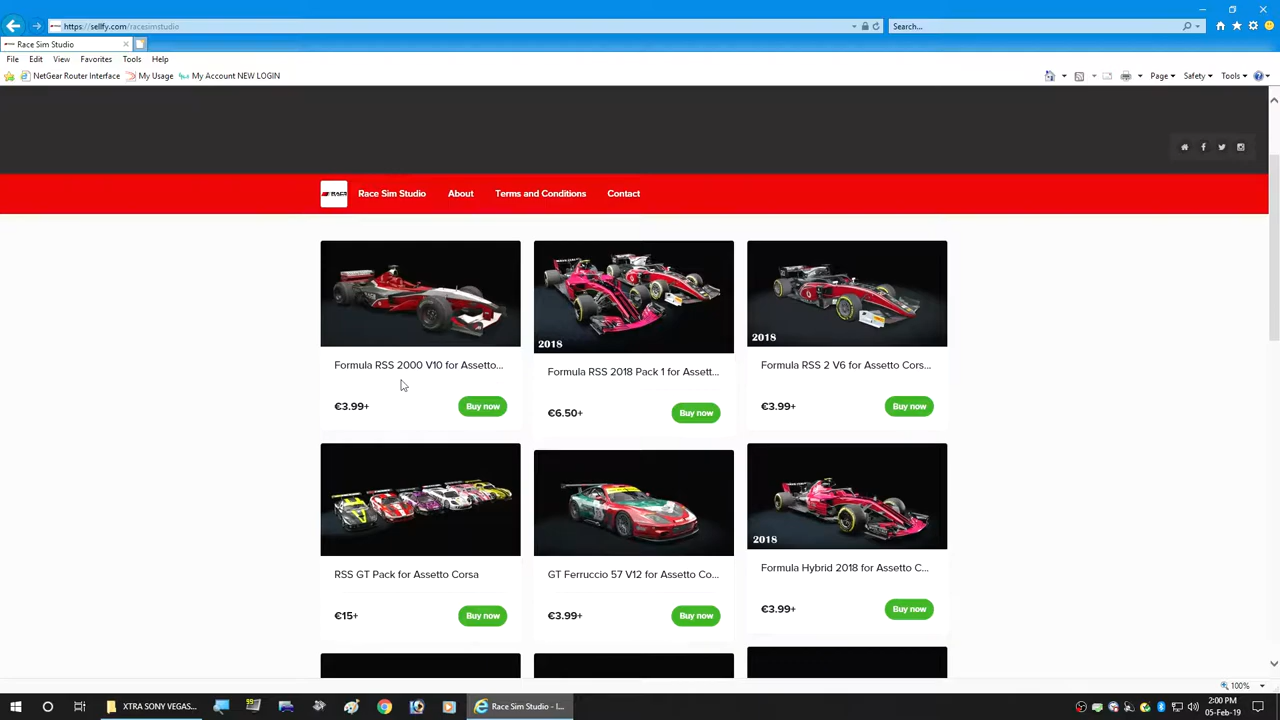 https://sellfy.com/racesimstudio
Search...
Race Sim Studio
File Edit View Favorites Tools Help
NetGear Router Interface My Usage My Account NEW LOGIN
Page Safety Tools
Race Sim Studio About Terms and Conditions Contact
2018
2018
Formula RSS 2000 V10 for Assetto...
Formula RSS 2018 Pack 1 for Assett...
Formula RSS 2 V6 for Assetto Cors...
€3.99+ Buy now
€6.50+ Buy now
€3.99+ Buy now
2018
RSS GT Pack for Assetto Corsa
GT Ferruccio 57 V12 for Assetto Co...
Formula Hybrid 2018 for Assetto C...
€15+ Buy now
€3.99+ Buy now
€3.99+ Buy now
100%
XTRA SONY VEGAS...
Race Sim Studio - I...
2:00 PM
05-Feb-19